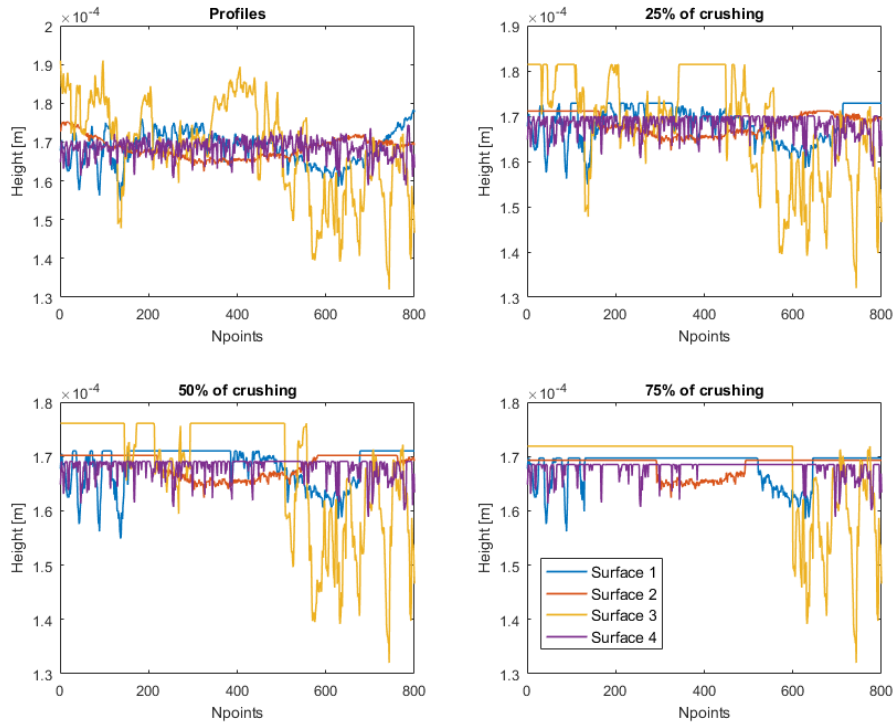 Profiles
×10-4
2
1.9
1.8
1.7
1.6
1.5
1.4
1.3
Height [m]
0 200 400 600 800
Npoints
25% of crushing
×10-4
1.9
1.8
1.7
1.6
1.5
1.4
1.3
Height [m]
0 200 400 600 800
Npoints
50% of crushing
×10-4
1.8
1.7
1.6
1.5
1.4
1.3
Height [m]
0 200 400 600 800
Npoints
75% of crushing
×10-4
1.8
1.7
1.6
1.5
1.4
1.3
Height [m]
0 200 400 600 800
Npoints
Surface 1
Surface 2
Surface 3
Surface 4